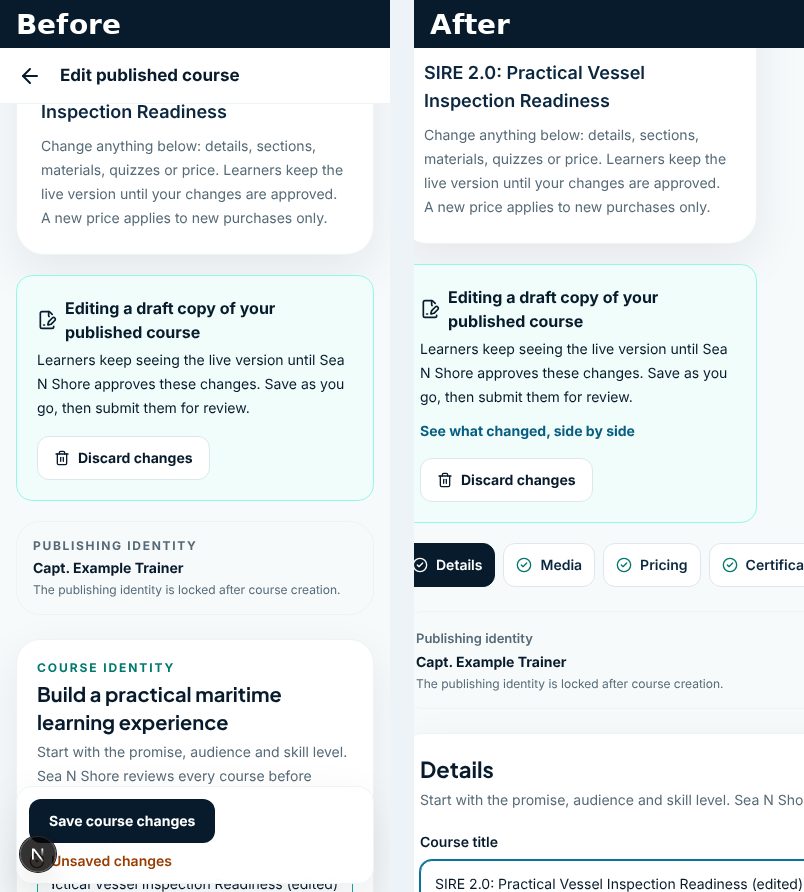 Before
Edit published course
Inspection Readiness
Change anything below: details, sections,
materials, quizzes or price. Learners keep the
live version until your changes are approved.
A new price applies to new purchases only.
Editing a draft copy of your
published course
Learners keep seeing the live version until Sea
N Shore approves these changes. Save as you
go, then submit them for review.
Discard changes
PUBLISHING IDENTITY
Capt. Example Trainer
The publishing identity is locked after course creation.
COURSE IDENTITY
Build a practical maritime
learning experience
Start with the promise, audience and skill level.
Sea N Shore reviews every course before
Save course changes
N
Unsaved changes
ctical Vessel Inspection Readiness (edited)
After
SIRE 2.0: Practical Vessel
Inspection Readiness
Change anything below: details, sections,
materials, quizzes or price. Learners keep the
live version until your changes are approved.
A new price applies to new purchases only.
Editing a draft copy of your
published course
Learners keep seeing the live version until Sea
N Shore approves these changes. Save as you
go, then submit them for review.
See what changed, side by side
Discard changes
Details Media Pricing Certifica
Publishing identity
Capt. Example Trainer
The publishing identity is locked after course creation.
Details
Start with the promise, audience and skill level. Sea N Sho
Course title
SIRE 2.0: Practical Vessel Inspection Readiness (edited)